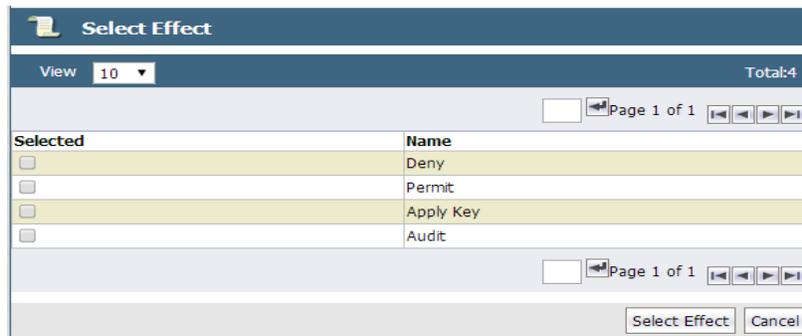 Select Effect
View 10 Total:4
Page 1 of 1
Selected Name
Deny
Permit
Apply Key
Audit
Page 1 of 1
Select Effect Cancel